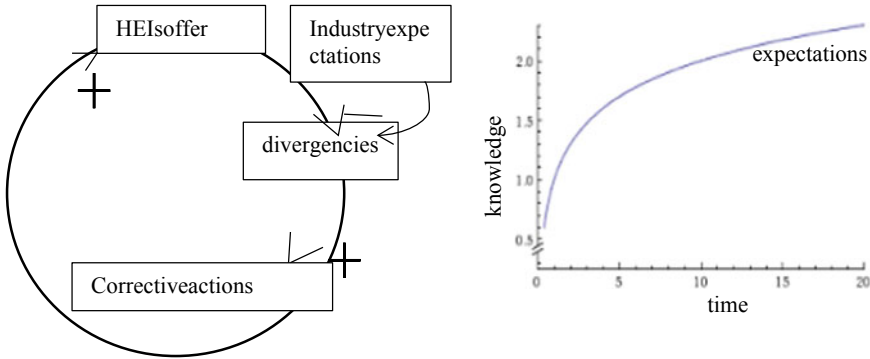 HEIsoffer
Industryexpe
ctations
+
divergencies
+
Correctiveactions
knowledge
2.0
1.5
1.0
0.5
expectations
0
5
10
15
20
time